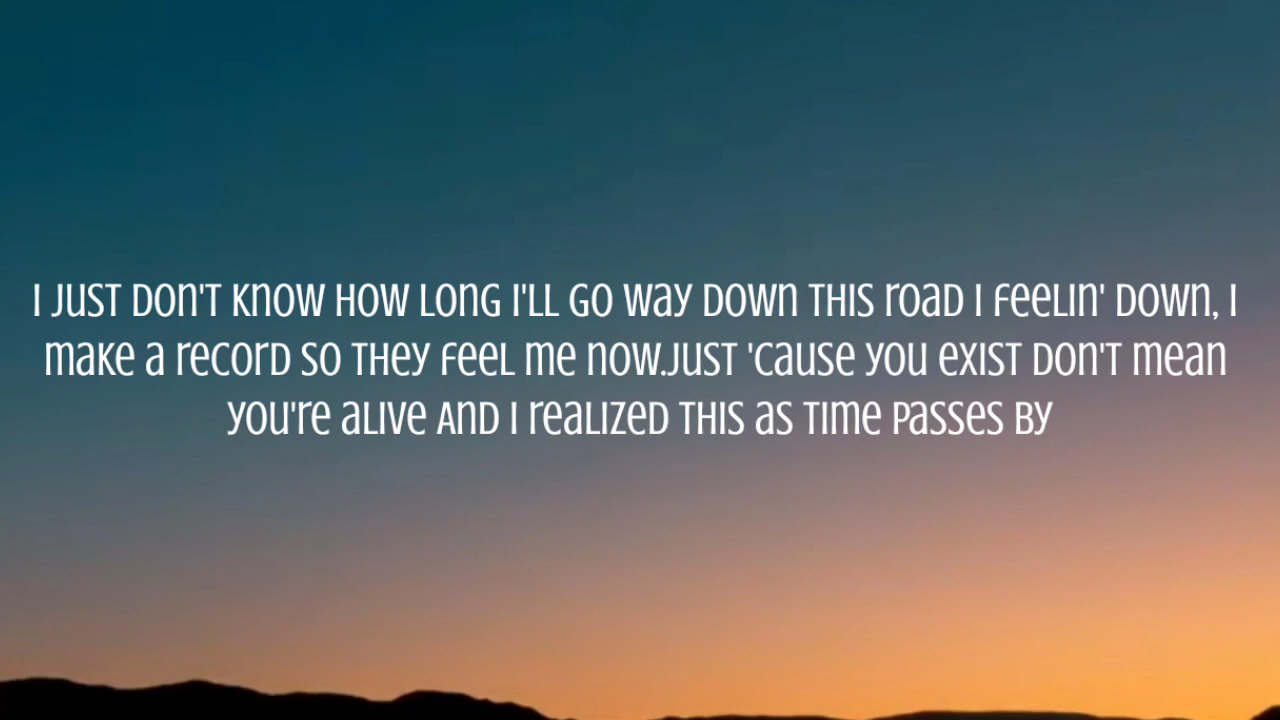 I JUST DON'T KNOW HOW LONG I'LL GO WAY DOWN THIS ROAD I FEELIN' DOWN, I
MAKE A RECORD SO THEY FEEL ME NOW.JUST 'CAUSE YOU EXIST DON'T MEAN
YOU'RE ALIVE AND I REALIZED THIS AS TIME PASSES BY